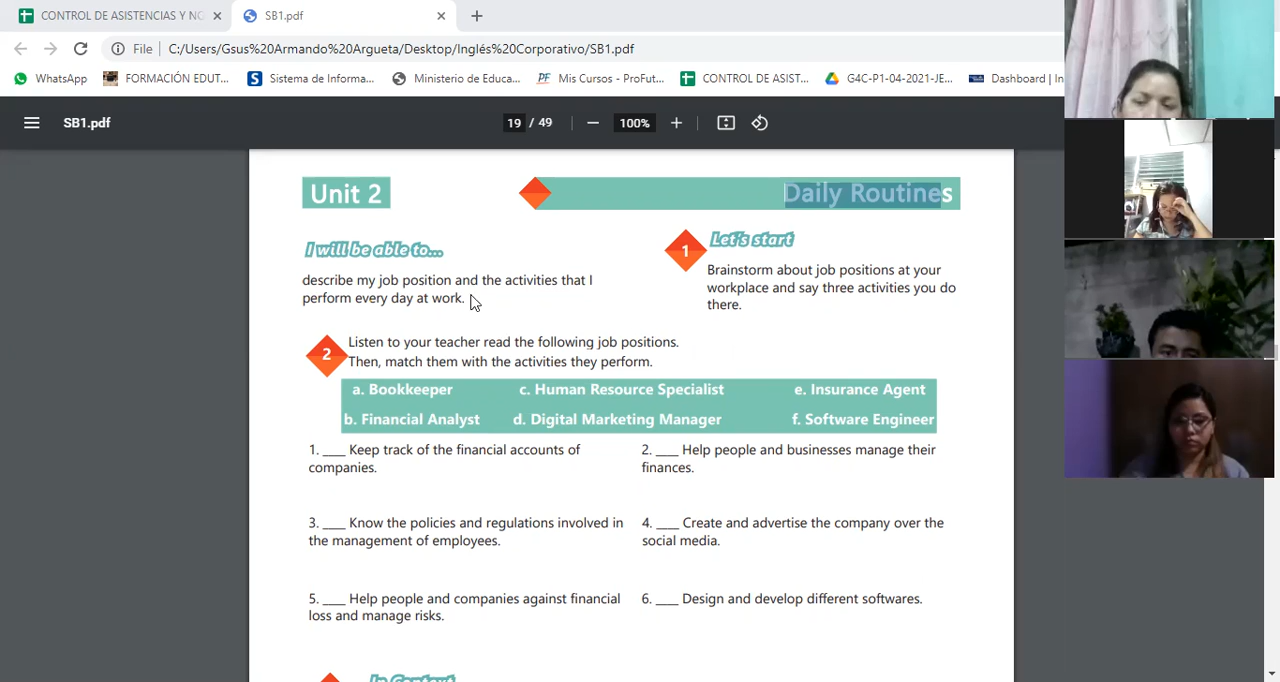 CONTROL DE ASISTENCIAS Y NO
SB1.pdf
File
C:/Users/Gsus%20Armando%20Argueta/Desktop/Inglés%20Corporativo/SB1.pdf
WhatsApp
FORMACIÓN EDUT...
Sistema de Informa...
Ministerio de Educa...
Mis Cursos - ProFut...
CONTROL DE ASIST...
G4C-P1-04-2021-JE...
Dashboard | In
SB1.pdf
19 / 49
100%
Unit 2
Daily Routines
I will be able to...
describe my job position and the activities that I
perform every day at work.
1
Let's start
Brainstorm about job positions at your
workplace and say three activities you do
there.
2
Listen to your teacher read the following job positions.
Then, match them with the activities they perform.
a. Bookkeeper
c. Human Resource Specialist
e. Insurance Agent
b. Financial Analyst
d. Digital Marketing Manager
f. Software Engineer
1. ___ Keep track of the financial accounts of
companies.
2. ___ Help people and businesses manage their
finances.
3. ___ Know the policies and regulations involved in
the management of employees.
4. ___ Create and advertise the company over the
social media.
5. ___ Help people and companies against financial
loss and manage risks.
6. ___ Design and develop different softwares.
In Context